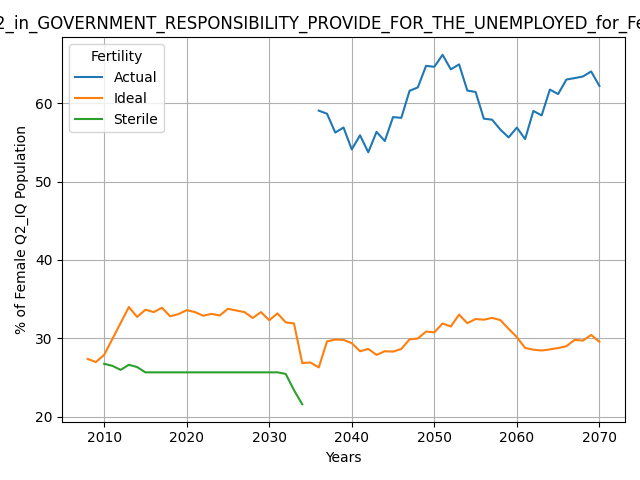 2_in_GOVERNMENT_RESPONSIBILITY_PROVIDE_FOR_THE_UNEMPLOYED_for_Fe
Fertility
Actual
Ideal
Sterile
% of Female Q2_IQ Population
60
50
40
30
20
2010 2020 2030 2040 2050 2060 2070
Years